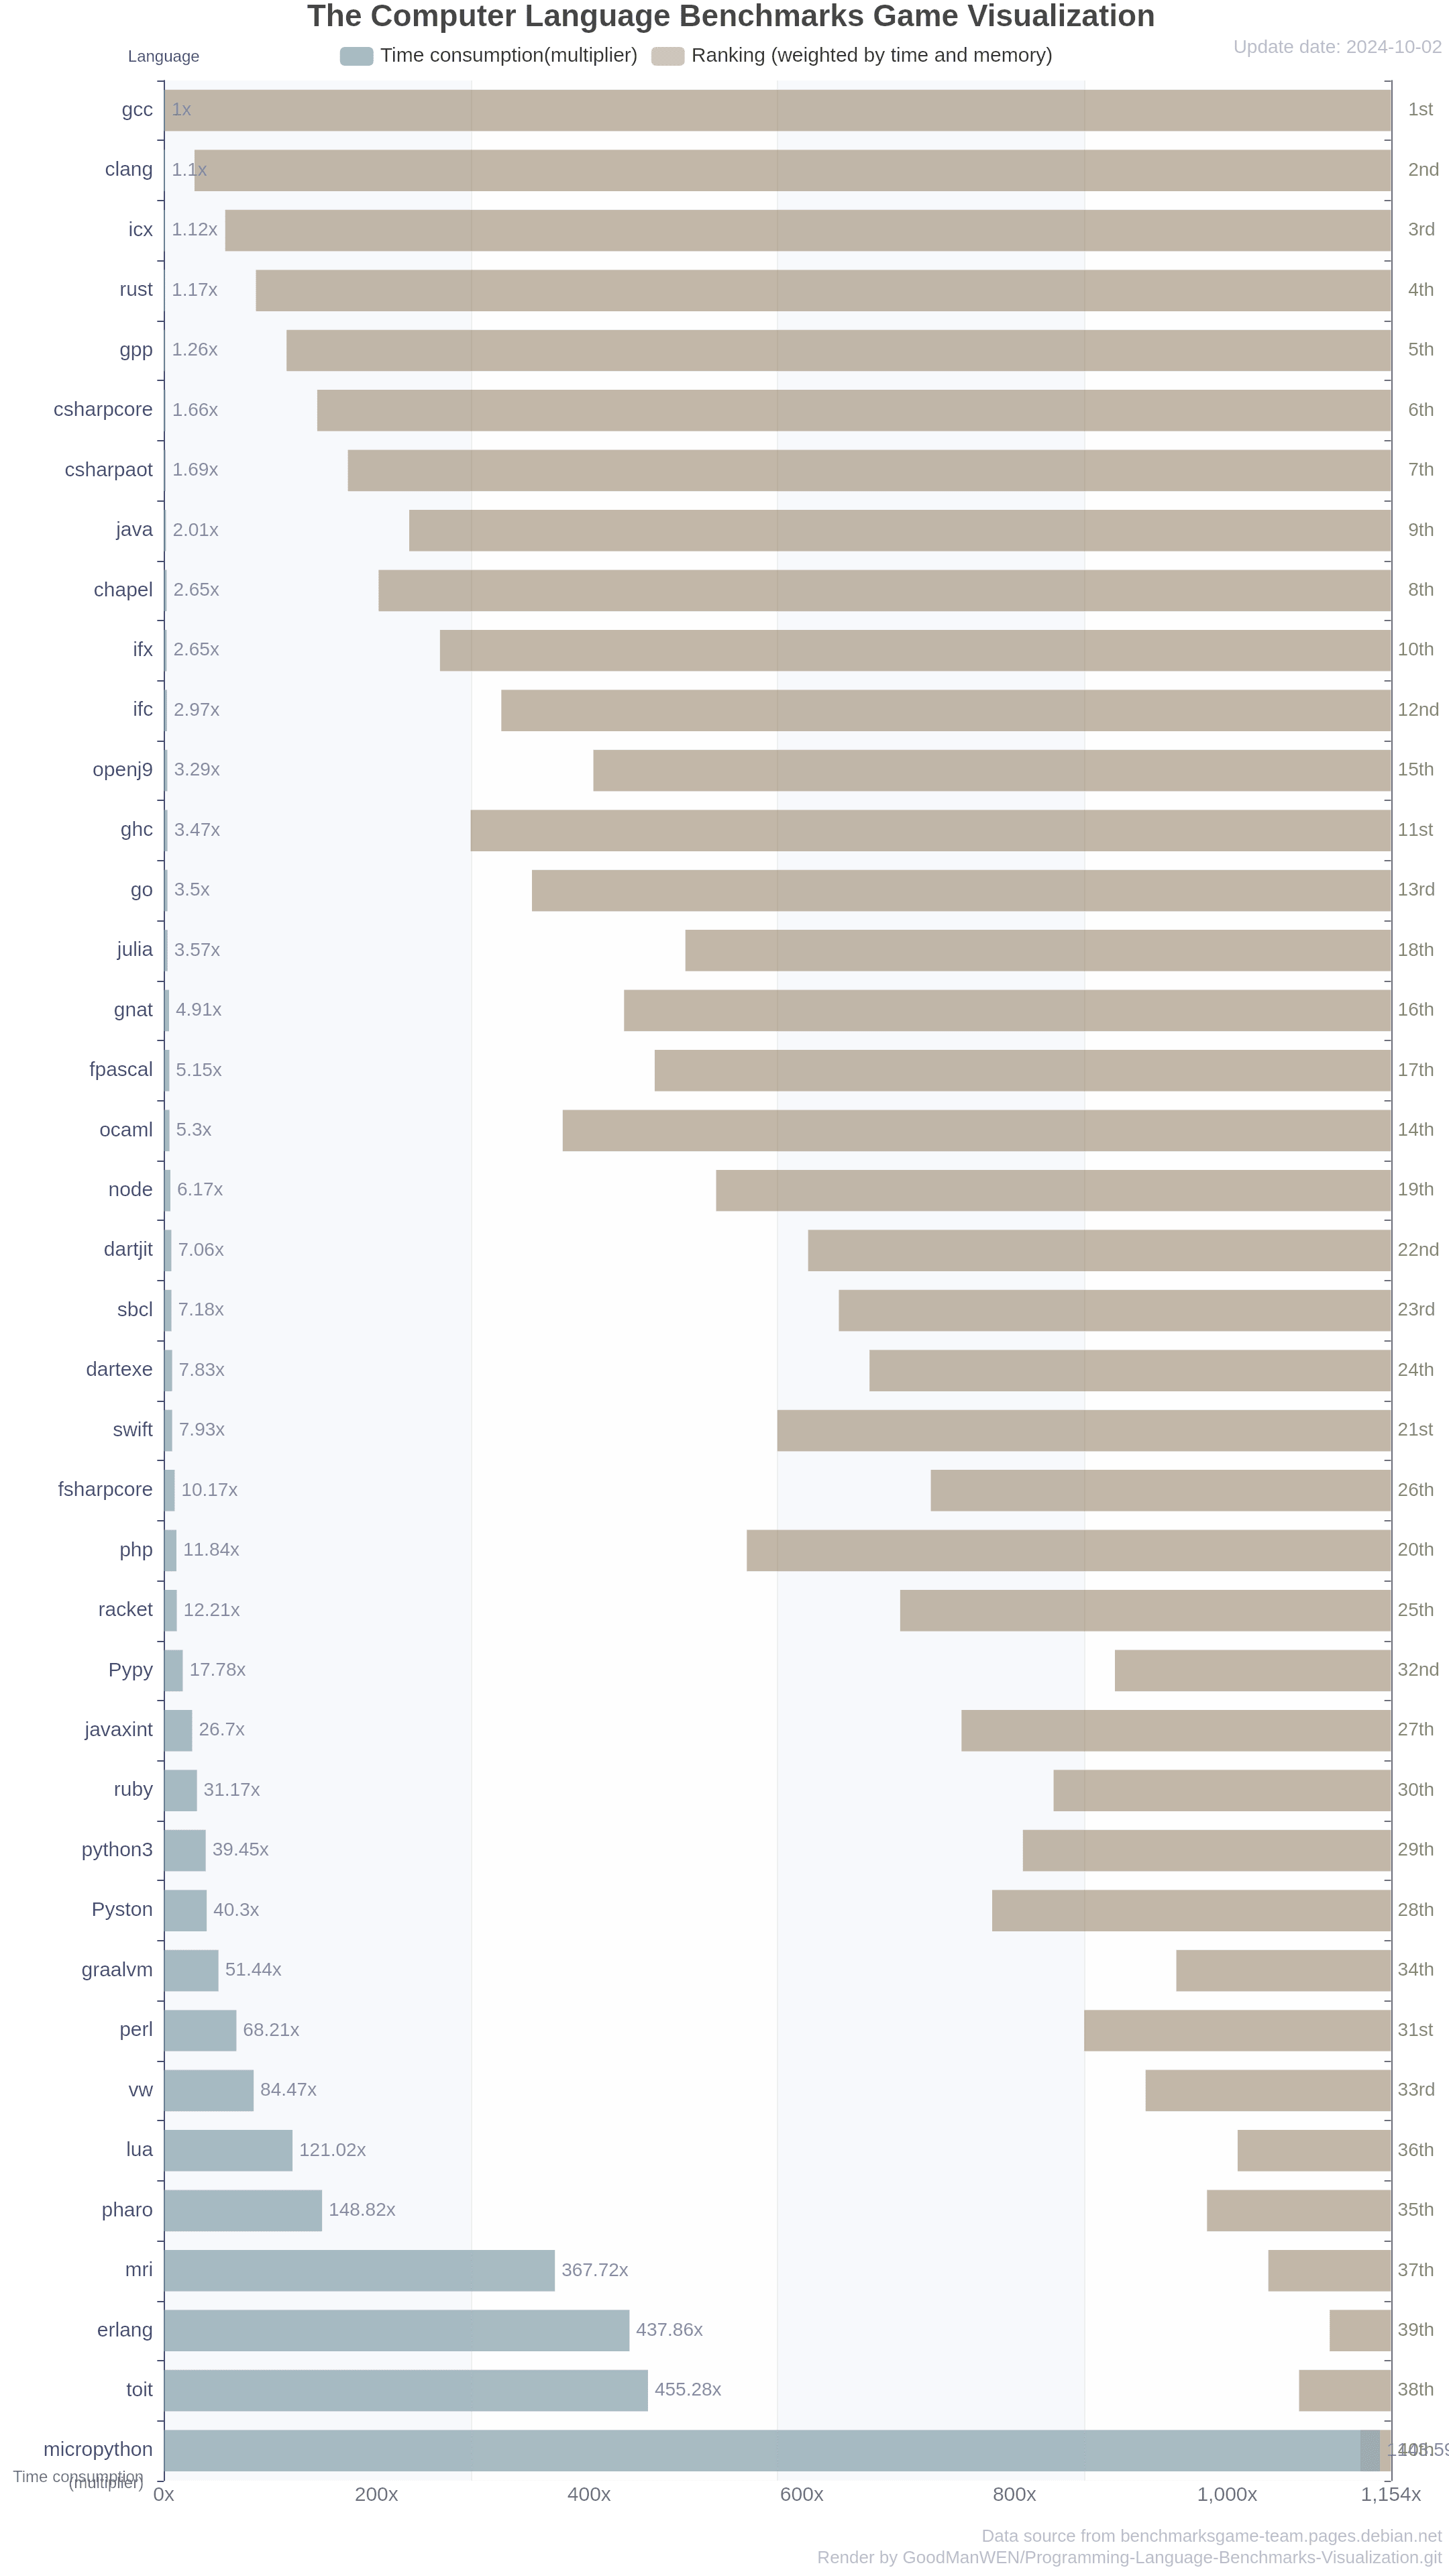 The Computer Language Benchmarks Game Visualization
Language
Time consumption(multiplier) Ranking (weighted by time and memory)
Update date: 2024-10-02
gcc 1x 1st
clang 1.1x 2nd
icx 1.12x 3rd
rust 1.17x 4th
gpp 1.26x 5th
csharpcore 1.66x 6th
csharpaot 1.69x 7th
java 2.01x 9th
chapel 2.65x 8th
ifx 2.65x 10th
ifc 2.97x 12nd
openj9 3.29x 15th
ghc 3.47x 11st
go 3.5x 13rd
julia 3.57x 18th
gnat 4.91x 16th
fpascal 5.15x 17th
ocaml 5.3x 14th
node 6.17x 19th
dartjit 7.06x 22nd
sbcl 7.18x 23rd
dartexe 7.83x 24th
swift 7.93x 21st
fsharpcore 10.17x 26th
php 11.84x 20th
racket 12.21x 25th
Pypy 17.78x 32nd
javaxint 26.7x 27th
ruby 31.17x 30th
python3 39.45x 29th
Pyston 40.3x 28th
graalvm 51.44x 34th
perl 68.21x 31st
vw 84.47x 33rd
lua 121.02x 36th
pharo 148.82x 35th
mri 367.72x 37th
erlang 437.86x 39th
toit 455.28x 38th
micropython
Time consumption
(multiplier)
0x 200x 400x 600x 800x 1,000x 1,154x
Data source from benchmarksgame-team.pages.debian.net
Render by GoodManWEN/Programming-Language-Benchmarks-Visualization.git